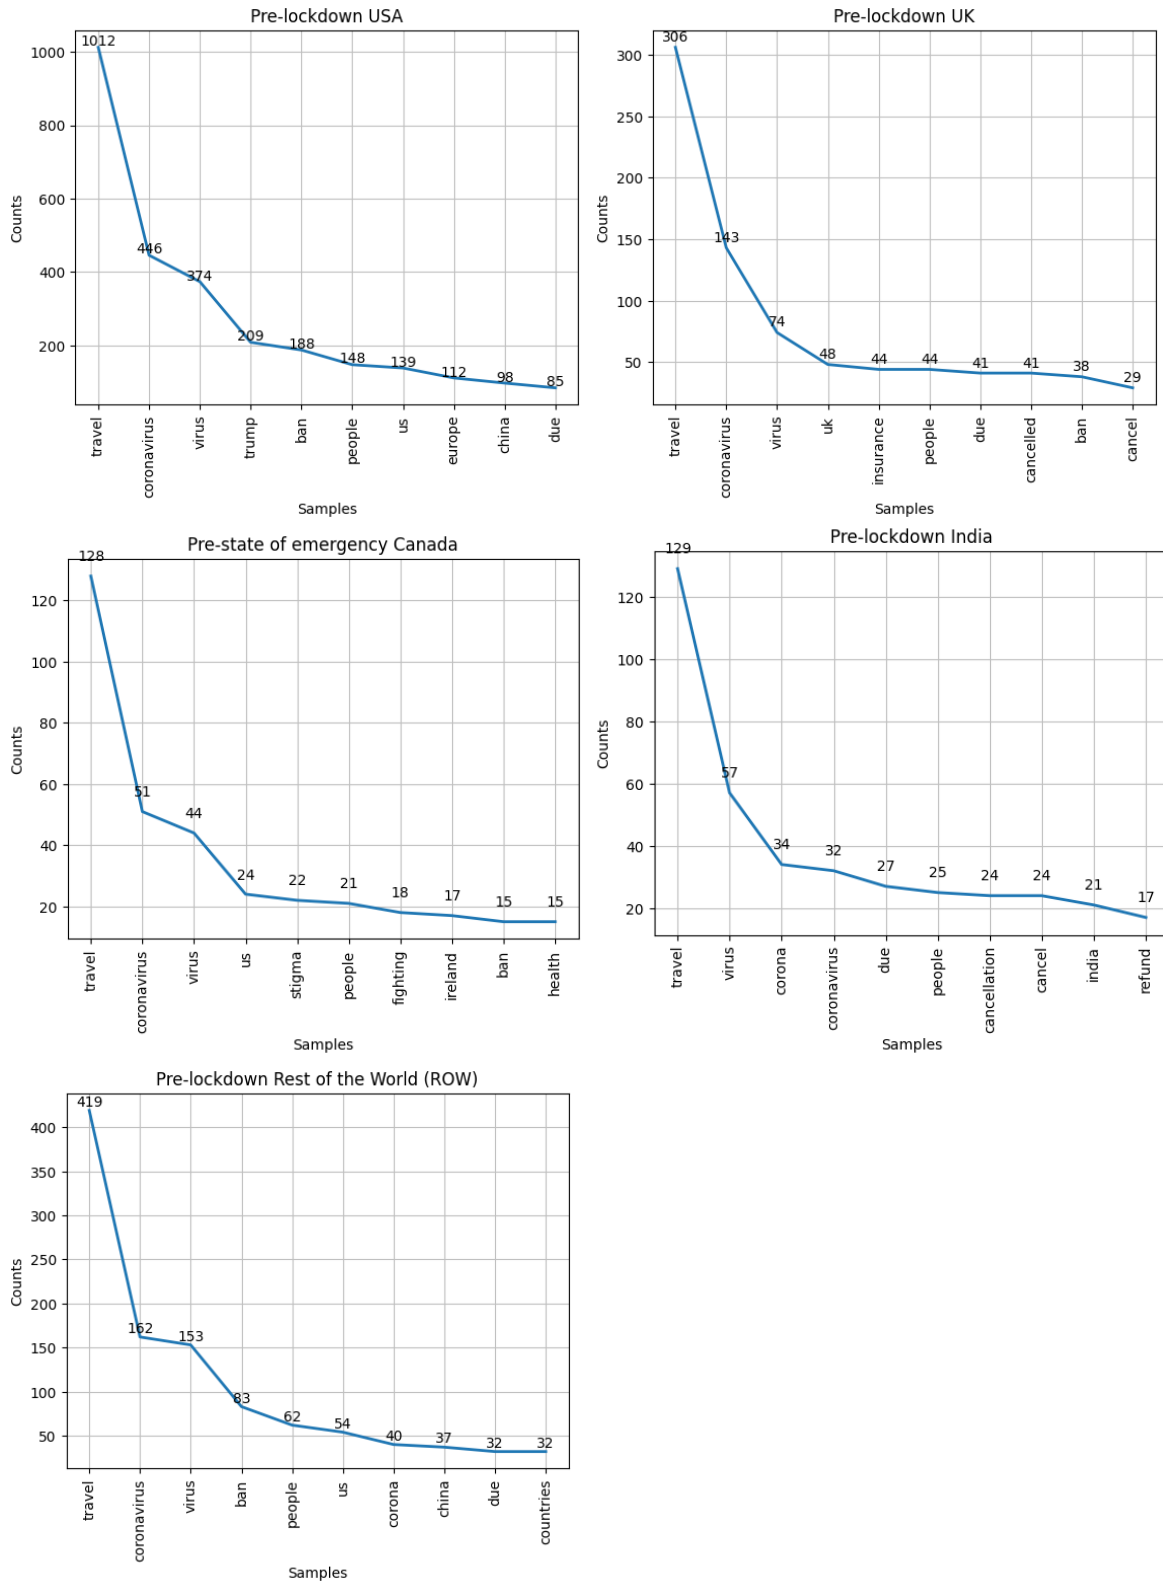 Pre-lockdown USA
1000
800
600
400
200
Counts
1012
446
374
209
188
148
139
112
98
85
travel
coronavirus
virus
trump
ban
people
us
europe
china
due
Samples
Pre-lockdown UK
300
250
200
150
100
50
Counts
306
143
74
48
44
44
41
41
38
29
travel
coronavirus
virus
uk
insurance
people
due
cancelled
ban
cancel
Samples
Pre-state of emergency Canada
120
100
80
60
40
20
Counts
128
51
44
24
22
21
18
17
15
15
travel
coronavirus
virus
us
stigma
people
fighting
ireland
ban
health
Samples
Pre-lockdown India
120
100
80
60
40
20
Counts
129
57
34
32
27
25
24
24
21
17
travel
virus
corona
coronavirus
due
people
cancellation
cancel
india
refund
Samples
Pre-lockdown Rest of the World (ROW)
400
350
300
250
200
150
100
50
Counts
419
162
153
83
62
54
40
37
32
32
travel
coronavirus
virus
ban
people
us
corona
china
due
countries
Samples